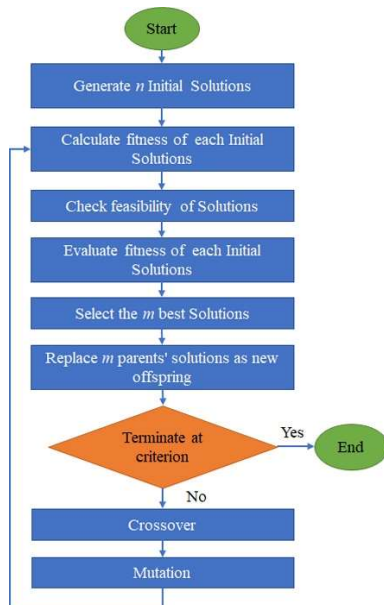 Start
Generate n Initial Solutions
Calculate fitness of each Initial
Solutions
Check feasibility of Solutions
Evaluate fitness of each Initial
Solutions
Select the m best Solutions
Replace m parents' solutions as new
offspring
Terminate at
criterion
Yes
End
No
Crossover
Mutation